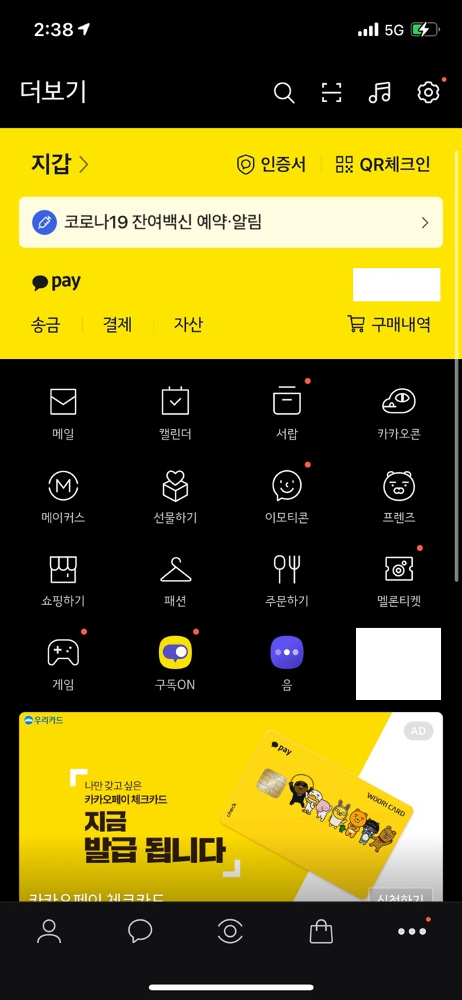 2:38
5G
더보기
지갑
인증서
QR체크인
코로나19 잔여백신 예약·알림
pay
송금
결제
자산
구매내역
메일
캘린더
서랍
카카오콘
M
메이커스
선물하기
이모티콘
프렌즈
쇼핑하기
패션
주문하기
멜론티켓
게임
구독ON
음
우리카드
AD
pay
나만 갖고 싶은
카카오페이 체크카드
지금
발급 됩니다
check
WOORI CARD
카카오페이 체크카드
신청하기